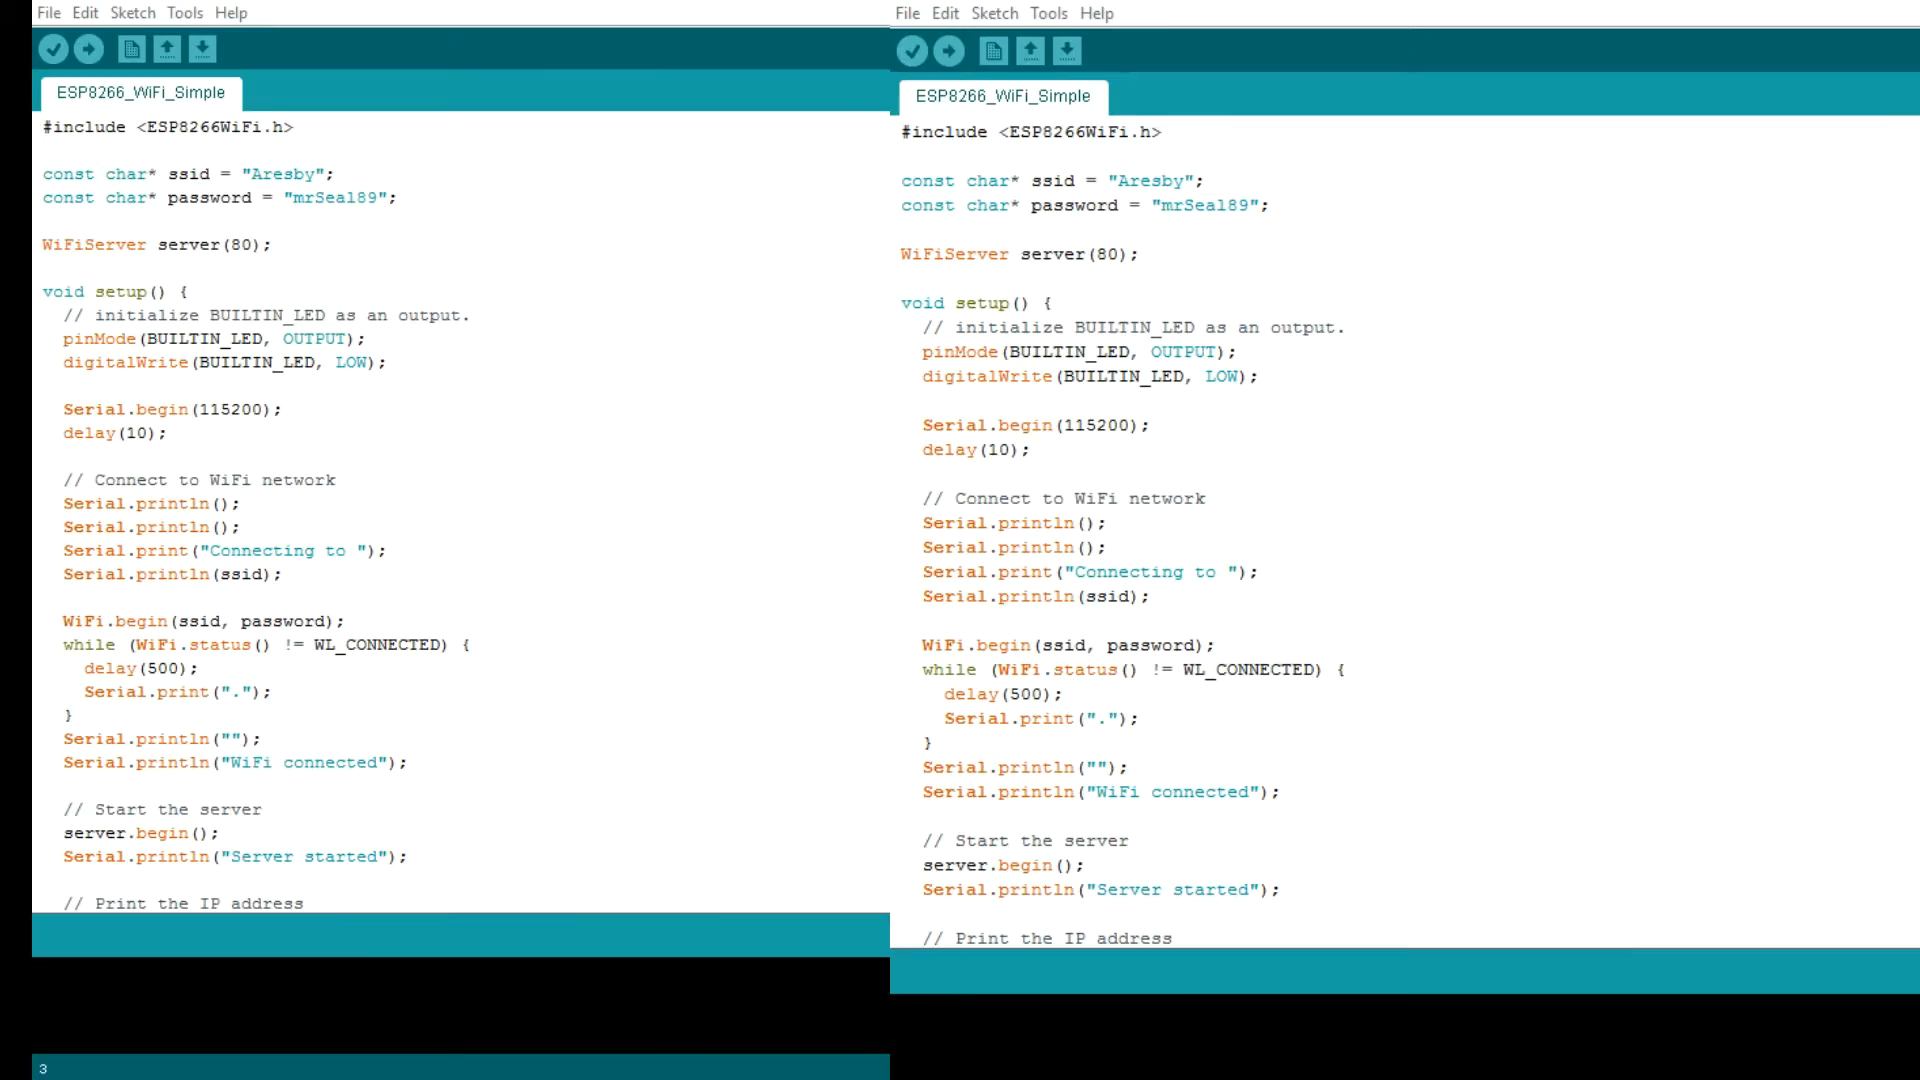 File Edit Sketch Tools Help
ESP8266_WiFi_Simple
#include <ESP8266WiFi.h>
const char* ssid = "Aresby";
const char* password = "mrSeal89";
WiFiServer server(80);
void setup() {
// initialize BUILTIN_LED as an output.
pinMode(BUILTIN_LED, OUTPUT);
digitalWrite(BUILTIN_LED, LOW);
Serial.begin(115200);
delay(10);
// Connect to WiFi network
Serial.println();
Serial.println();
Serial.print("Connecting to ");
Serial.println(ssid);
WiFi.begin(ssid, password);
while (WiFi.status() != WL_CONNECTED) {
delay(500);
Serial.print(".");
}
Serial.println("");
Serial.println("WiFi connected");
// Start the server
server.begin();
Serial.println("Server started");
// Print the IP address
3
File Edit Sketch Tools Help
ESP8266_WiFi_Simple
#include <ESP8266WiFi.h>
const char* ssid = "Aresby";
const char* password = "mrSeal89";
WiFiServer server(80);
void setup() {
// initialize BUILTIN_LED as an output.
pinMode(BUILTIN_LED, OUTPUT);
digitalWrite(BUILTIN_LED, LOW);
Serial.begin(115200);
delay(10);
// Connect to WiFi network
Serial.println();
Serial.println();
Serial.print("Connecting to ");
Serial.println(ssid);
WiFi.begin(ssid, password);
while (WiFi.status() != WL_CONNECTED) {
delay(500);
Serial.print(".");
}
Serial.println("");
Serial.println("WiFi connected");
// Start the server
server.begin();
Serial.println("Server started");
// Print the IP address